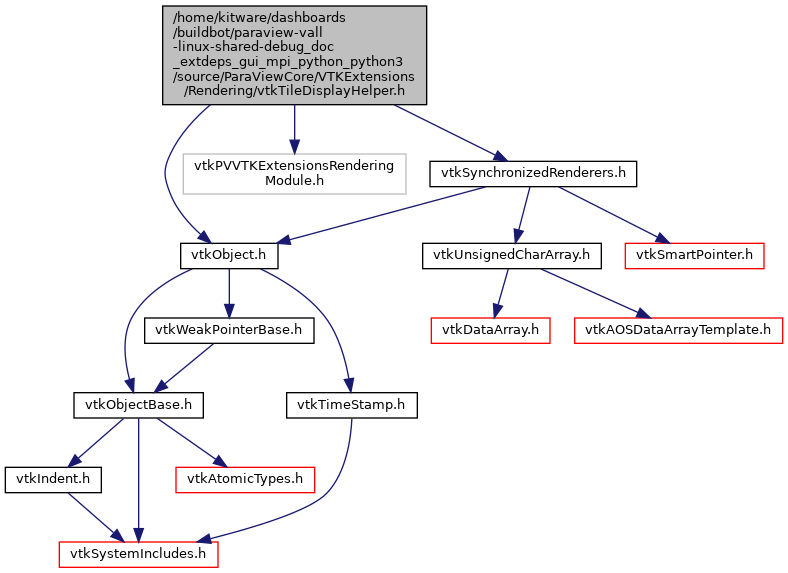 /home/kitware/dashboards
/buildbot/paraview-vall
-linux-shared-debug_doc
_extdeps_gui_mpi_python_python3
/source/ParaViewCore/VTKExtensions
/Rendering/vtkTileDisplayHelper.h
vtkPVVTKExtensionsRendering
Module.h
vtkSynchronizedRenderers.h
vtkObject.h
vtkUnsignedCharArray.h
vtkSmartPointer.h
vtkWeakPointerBase.h
vtkDataArray.h
vtkAOSDataArrayTemplate.h
vtkObjectBase.h
vtkTimeStamp.h
vtkIndent.h
vtkAtomicTypes.h
vtkSystemIncludes.h